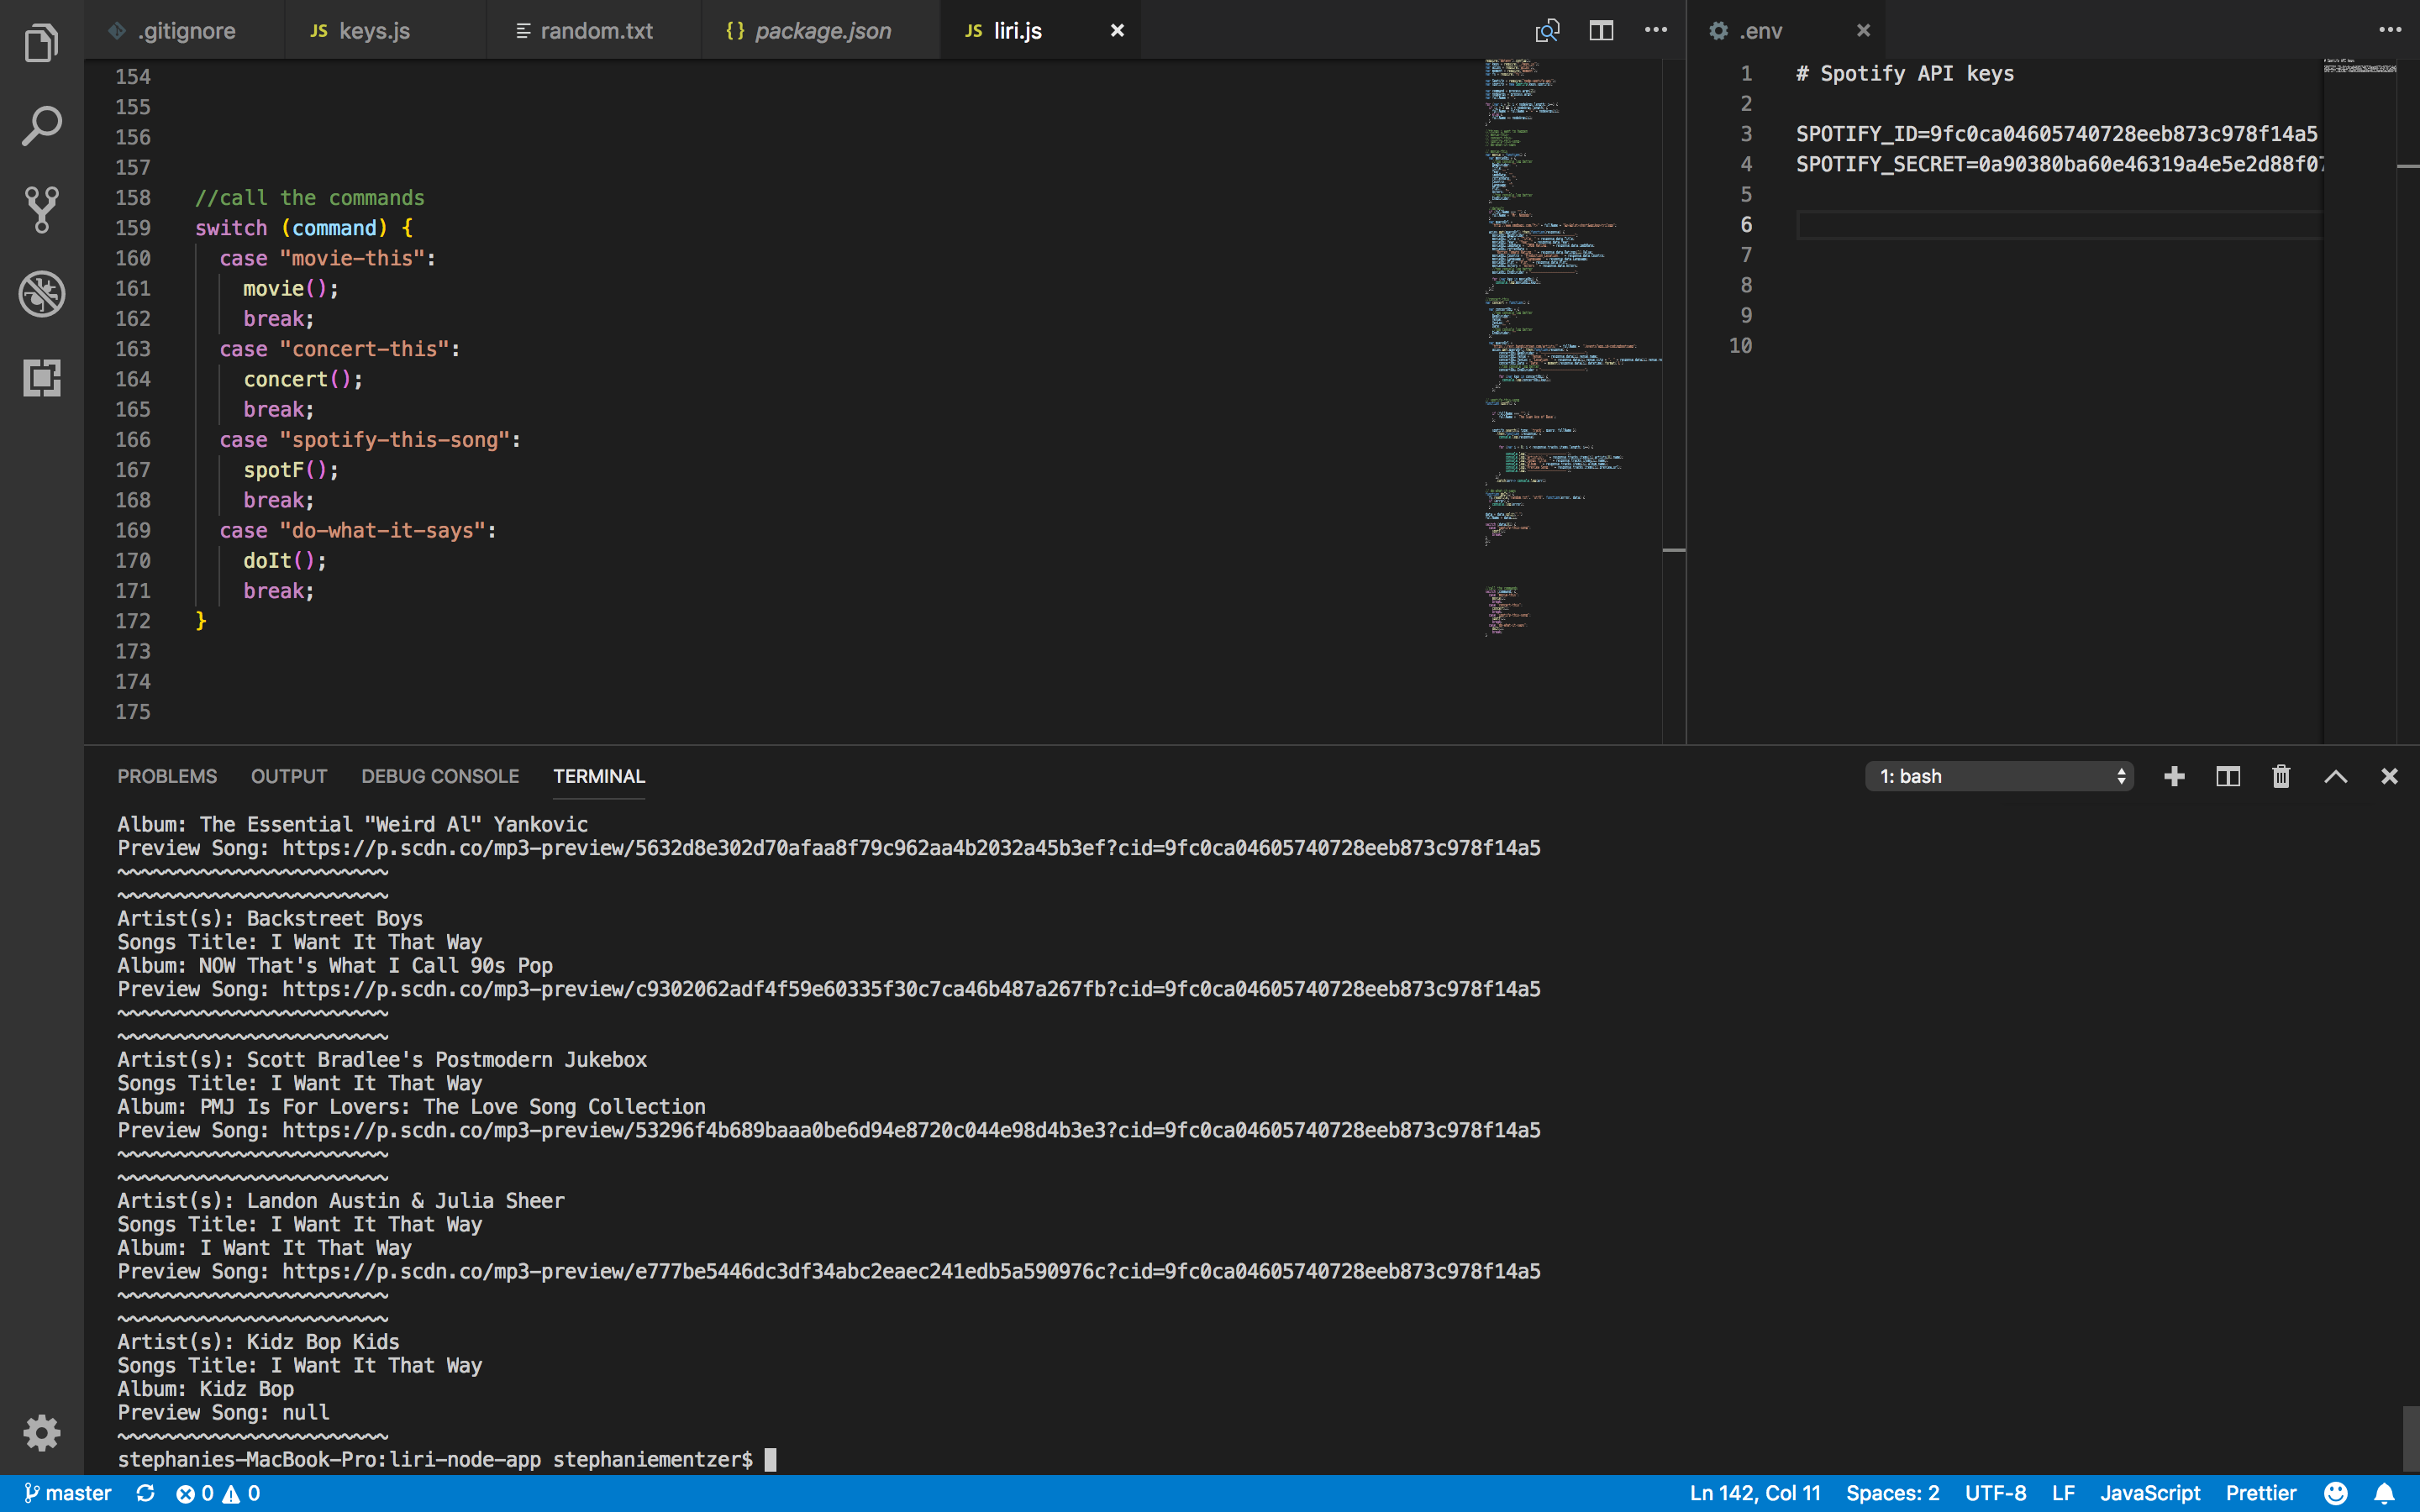 .gitignore
JS keys.js
random.txt
{} package.json
JS liri.js
.env
154
155
156
157
158 //call the commands
159 switch (command) {
160 case "movie-this":
161 movie();
162 break;
163 case "concert-this":
164 concert();
165 break;
166 case "spotify-this-song":
167 spotF();
168 break;
169 case "do-what-it-says":
170 doIt();
171 break;
172 }
173
174
175
1 # Spotify API keys
2
3 SPOTIFY_ID=9fc0ca04605740728eeb873c978f14a5
4 SPOTIFY_SECRET=0a90380ba60e46319a4e5e2d88f07
5
6
7
8
9
10
PROBLEMS OUTPUT DEBUG CONSOLE TERMINAL
1: bash
Album: The Essential "Weird Al" Yankovic
Preview Song: https://p.scdn.co/mp3-preview/5632d8e302d70afaa8f79c962aa4b2032a45b3ef?cid=9fc0ca04605740728eeb873c978f14a5
~~~~~~~~~~~~~~~~~~~~~~~
~~~~~~~~~~~~~~~~~~~~~~~
Artist(s): Backstreet Boys
Songs Title: I Want It That Way
Album: NOW That's What I Call 90s Pop
Preview Song: https://p.scdn.co/mp3-preview/c9302062adf4f59e60335f30c7ca46b487a267fb?cid=9fc0ca04605740728eeb873c978f14a5
~~~~~~~~~~~~~~~~~~~~~~~
~~~~~~~~~~~~~~~~~~~~~~~
Artist(s): Scott Bradlee's Postmodern Jukebox
Songs Title: I Want It That Way
Album: PMJ Is For Lovers: The Love Song Collection
Preview Song: https://p.scdn.co/mp3-preview/53296f4b689baaa0be6d94e8720c044e98d4b3e3?cid=9fc0ca04605740728eeb873c978f14a5
~~~~~~~~~~~~~~~~~~~~~~~
~~~~~~~~~~~~~~~~~~~~~~~
Artist(s): Landon Austin & Julia Sheer
Songs Title: I Want It That Way
Album: I Want It That Way
Preview Song: https://p.scdn.co/mp3-preview/e777be5446dc3df34abc2eaec241edb5a590976c?cid=9fc0ca04605740728eeb873c978f14a5
~~~~~~~~~~~~~~~~~~~~~~~
~~~~~~~~~~~~~~~~~~~~~~~
Artist(s): Kidz Bop Kids
Songs Title: I Want It That Way
Album: Kidz Bop
Preview Song: null
~~~~~~~~~~~~~~~~~~~~~~~
stephanies-MacBook-Pro:liri-node-app stephaniementzer$
master 0 0
Ln 142, Col 11 Spaces: 2 UTF-8 LF JavaScript Prettier